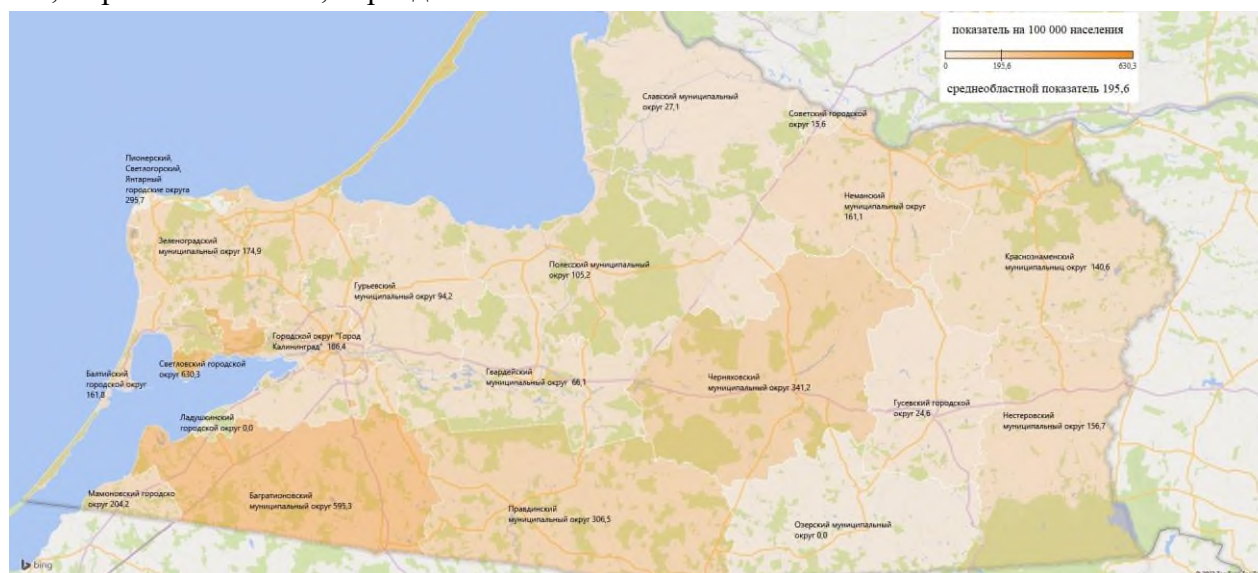 показатель на 100 000 населения
0 195,6 630,3
среднеобластной показатель 195,6
Славский муниципальный
округ 27,1
Советский городской
округ 15,6
Пионерский,
Светлогорский,
Янтарный
городские округа
295,7
Неманский
муниципальный округ
161,1
Зеленоградский
муниципальный округ 174,9
Полесский муниципальный
округ 105,2
Краснознаменский
муниципальниц округ 140,6
Гурьевский
муниципальный округ 94,2
Городской округ "Город
Калининград" 186,4
Светловский городской
округ 630,3
Балтийский
городской округ
161,8
Гвардейский
муниципальный округ 66,1
Черняховский
муниципальный округ 341,2
Гусевский городской
округ 24,6
Нестеровский
муниципальный округ 156,7
Ладушкинский
городской округ 0,0
Мамоновский городско
округ 204,2
Багратионовский
муниципальный округ 595,3
Правдинский
муниципальный округ 306,5
Озерский муниципальный
округ 0,0
bing